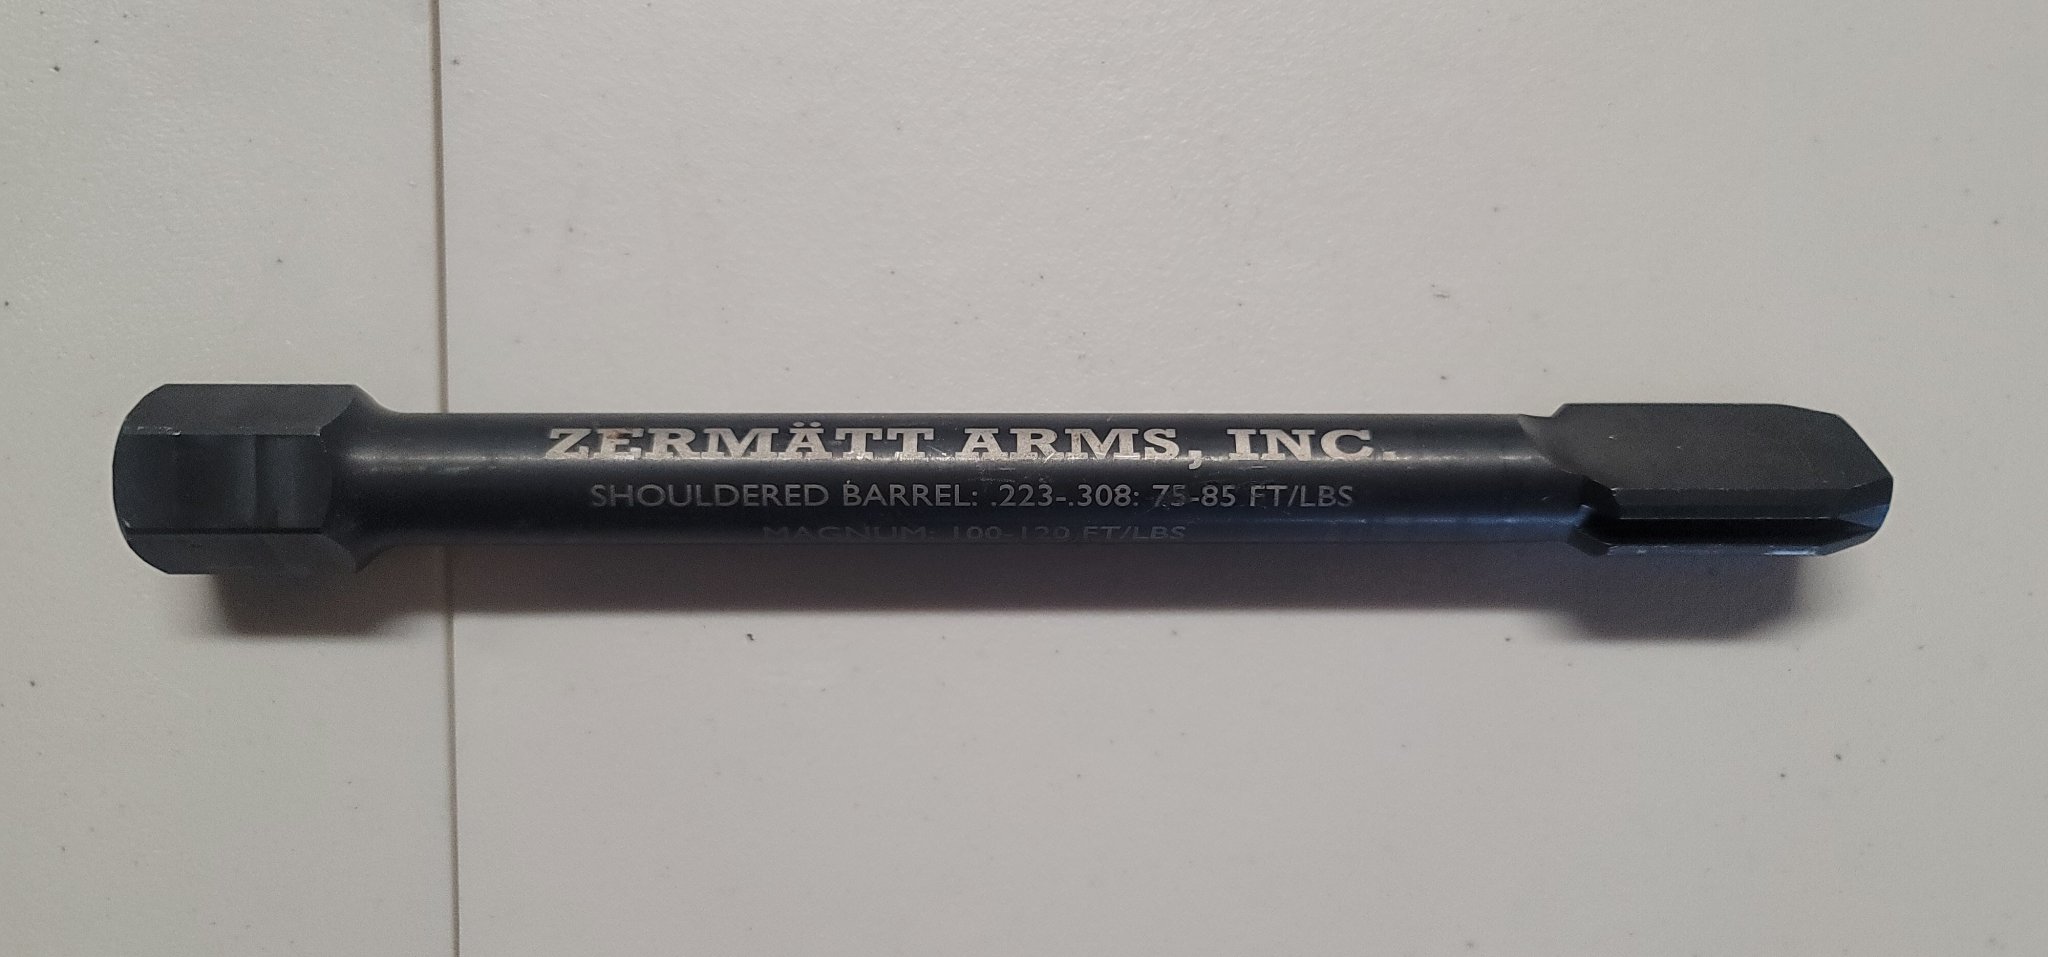 ZERMÄTT ARMS, INC.
SHOULDERED BARREL: .223-.308: 75-85 FT/LBS
MAGNUM: 100-120 FT/LBS